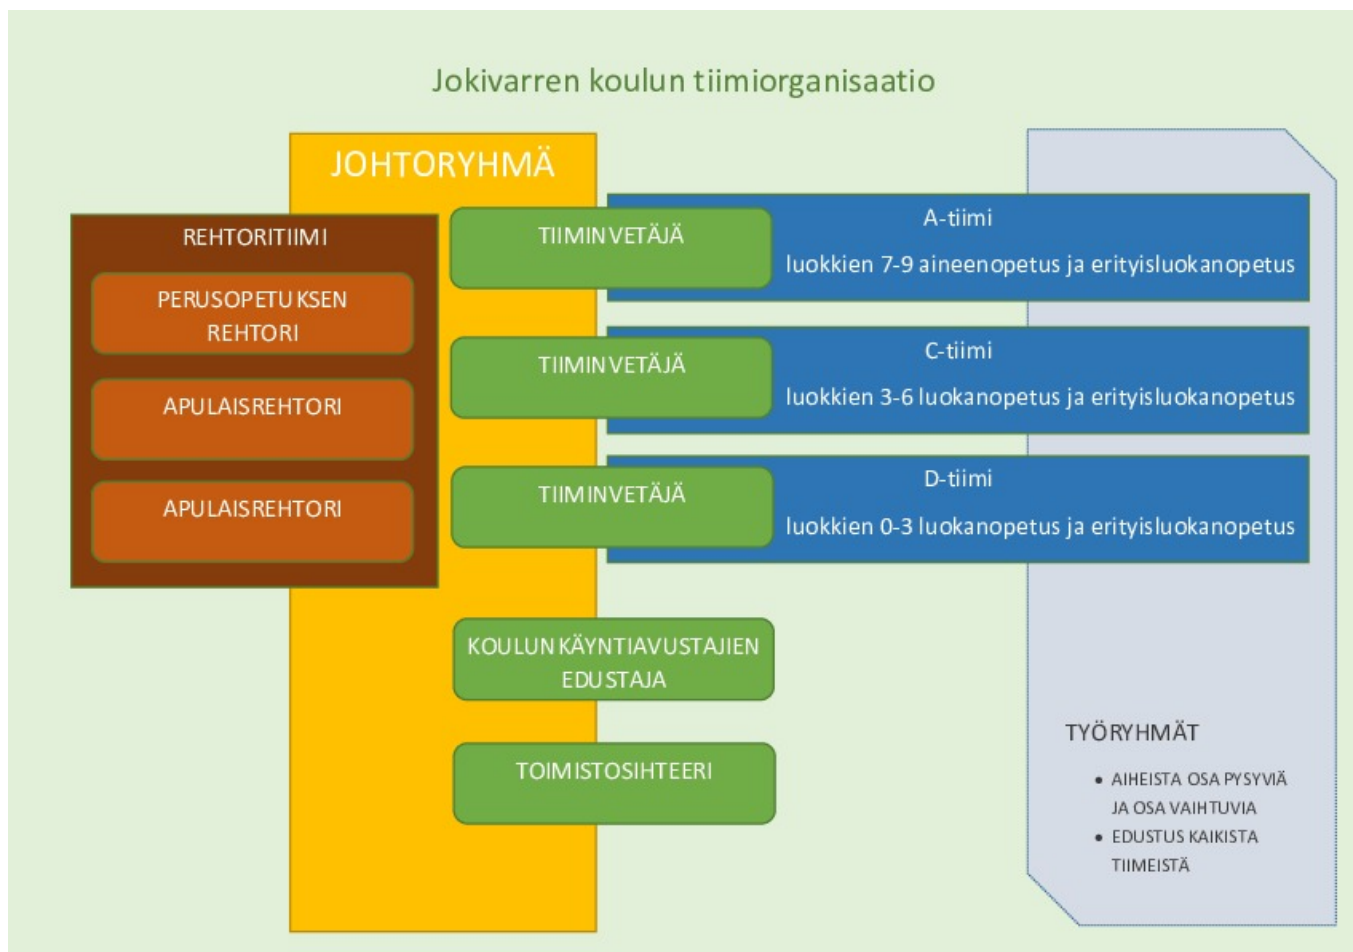 Jokivarren koulun tiimiorganisaatio
JOHTORYHMÄ
REHTORITIIMI
PERUSOPETUKSEN
REHTORI
APULAISREHTORI
APULAISREHTORI
TIIMINVETÄJÄ
A-tiimi
luokkien 7-9 aineenopetus ja erityisluokanopetus
TIIMINVETÄJÄ
C-tiimi
luokkien 3-6 luokanopetus ja erityisluokanopetus
TIIMINVETÄJÄ
D-tiimi
luokkien 0-3 luokanopetus ja erityisluokanopetus
KOULUNKÄYNTIAVUSTAJIEN
EDUSTAJA
TOIMISTOSIHTEERI
TYÖRYHMÄT
• AIHEISTA OSA PYSYVIÄ
JA OSA VAIHTUVIA
• EDUSTUS KAIKISTA
TIIMEISTÄ